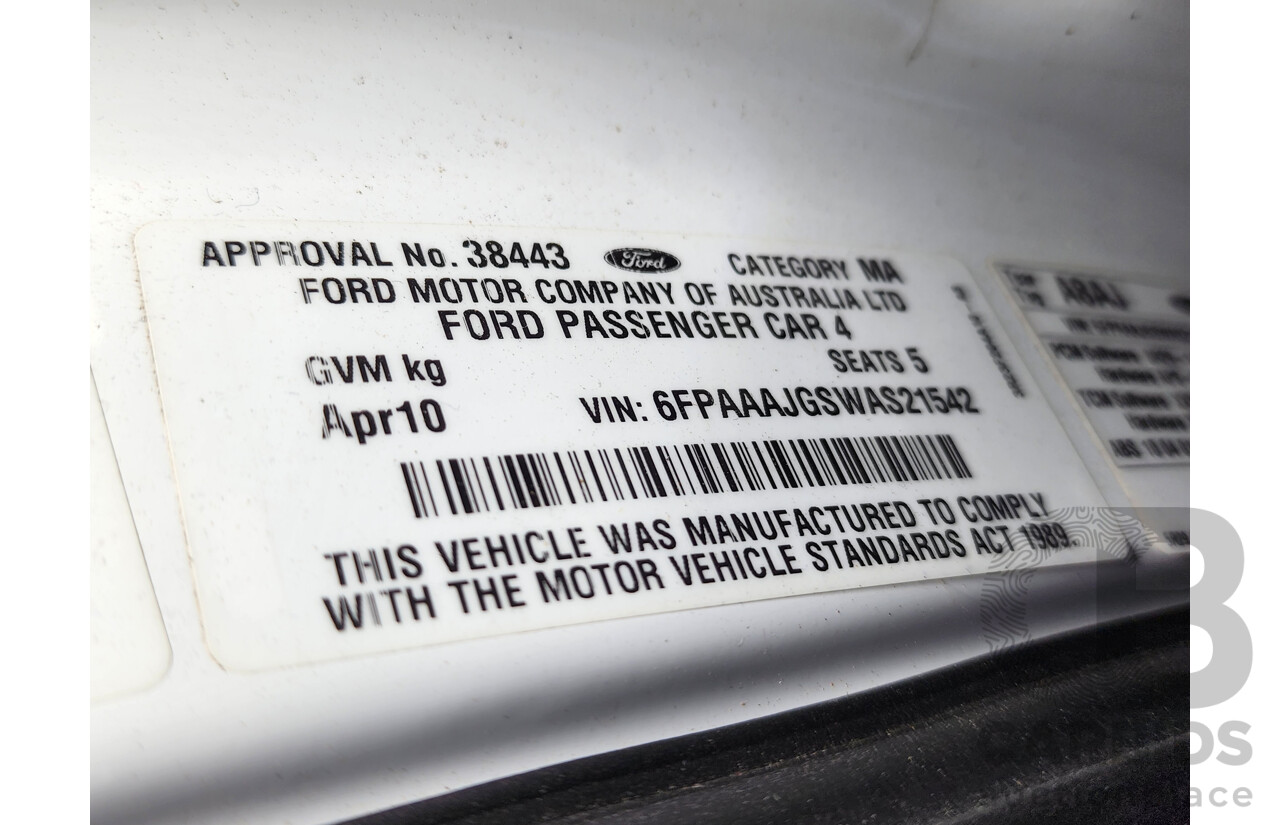 APPROVAL No. 38443 Ford CATEGORY MA
FORD MOTOR COMPANY OF AUSTRALIA LTD
FORD PASSENGER CAR 4
GVM kg SEATS 5
Apr10 VIN: 6FPAAAJGSWAS21542
THIS VEHICLE WAS MANUFACTURED TO COMPLY
WITH THE MOTOR VEHICLE STANDARDS ACT 1989.
A8AJ